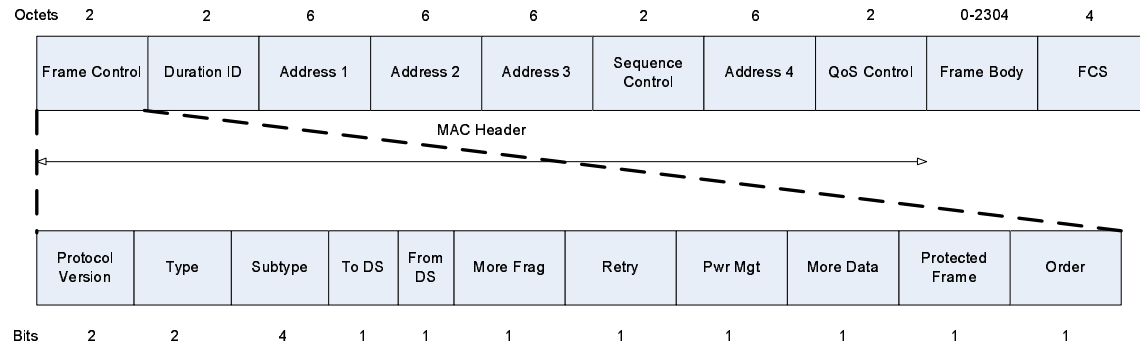 Octets 2 2 6 6 6 2 6 2 0-2304 4
Frame Control Duration ID Address 1 Address 2 Address 3 Sequence Control Address 4 QoS Control Frame Body FCS
MAC Header
Protocol Version Type Subtype To DS From DS More Frag Retry Pwr Mgt More Data Protected Frame Order
Bits 2 2 4 1 1 1 1 1 1 1 1